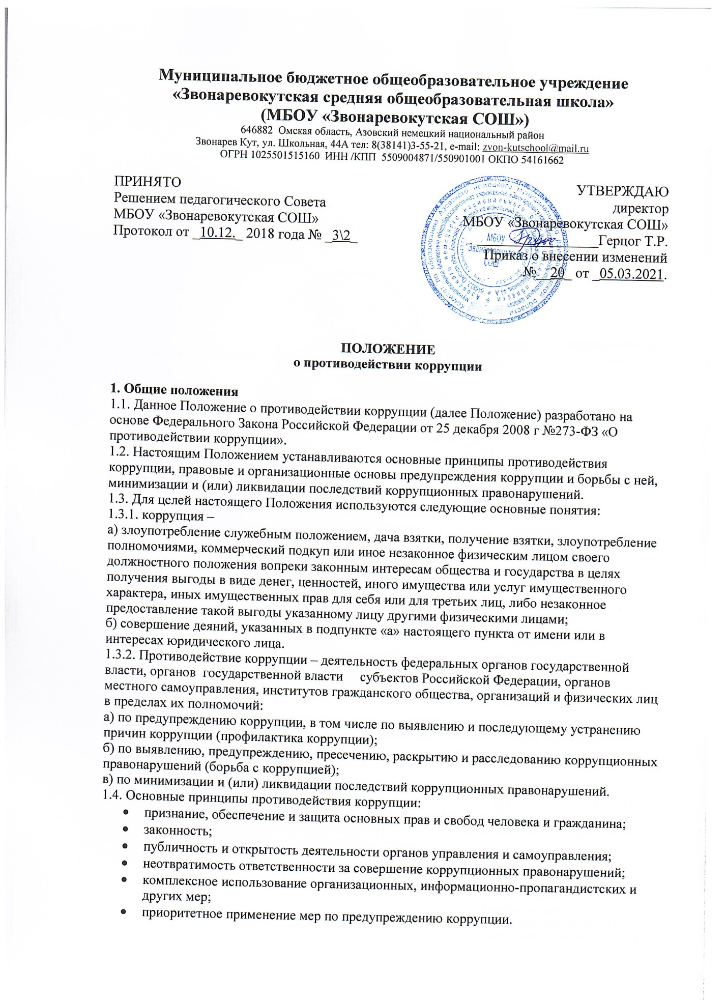 Муниципальное бюджетное общеобразовательное учреждение
«Звонаревокутская средняя общеобразовательная школа»
(МБОУ «Звонаревокутская СОШ»)
646882 Омская область, Азовский немецкий национальный район
Звонарев Кут, ул. Школьная, 44А тел: 8(38141)3-55-21, e-mail: zvon-kutschool@mail.ru
ОГРН 1025501515160 ИНН /КПП 5509004871/550901001 ОКПО 54161662
ПРИНЯТО
Решением педагогического Совета
МБОУ «Звонаревокутская СОШ»
Протокол от _10.12._ 2018 года № _3\2_
УТВЕРЖДАЮ
директор
МБОУ «Звонаревокутская СОШ»
_________________Герцог Т.Р.
Приказ о внесении изменений
№__20_ от _05.03.2021.
МБОУ
"Звонаревокутская
СОШ"
ПОЛОЖЕНИЕ
о противодействии коррупции
1. Общие положения
1.1. Данное Положение о противодействии коррупции (далее Положение) разработано на
основе Федерального Закона Российской Федерации от 25 декабря 2008 г №273-ФЗ «О
противодействии коррупции».
1.2. Настоящим Положением устанавливаются основные принципы противодействия
коррупции, правовые и организационные основы предупреждения коррупции и борьбы с ней,
минимизации и (или) ликвидации последствий коррупционных правонарушений.
1.3. Для целей настоящего Положения используются следующие основные понятия:
1.3.1. коррупция –
а) злоупотребление служебным положением, дача взятки, получение взятки, злоупотребление
полномочиями, коммерческий подкуп или иное незаконное физическим лицом своего
должностного положения вопреки законным интересам общества и государства в целях
получения выгоды в виде денег, ценностей, иного имущества или услуг имущественного
характера, иных имущественных прав для себя или для третьих лиц, либо незаконное
предоставление такой выгоды указанному лицу другими физическими лицами;
б) совершение деяний, указанных в подпункте «а» настоящего пункта от имени или в
интересах юридического лица.
1.3.2. Противодействие коррупции – деятельность федеральных органов государственной
власти, органов государственной власти субъектов Российской Федерации, органов
местного самоуправления, институтов гражданского общества, организаций и физических лиц
в пределах их полномочий:
а) по предупреждению коррупции, в том числе по выявлению и последующему устранению
причин коррупции (профилактика коррупции);
б) по выявлению, предупреждению, пресечению, раскрытию и расследованию коррупционных
правонарушений (борьба с коррупцией);
в) по минимизации и (или) ликвидации последствий коррупционных правонарушений.
1.4. Основные принципы противодействия коррупции:
• признание, обеспечение и защита основных прав и свобод человека и гражданина;
• законность;
• публичность и открытость деятельности органов управления и самоуправления;
• неотвратимость ответственности за совершение коррупционных правонарушений;
• комплексное использование организационных, информационно-пропагандистских и
других мер;
• приоритетное применение мер по предупреждению коррупции.